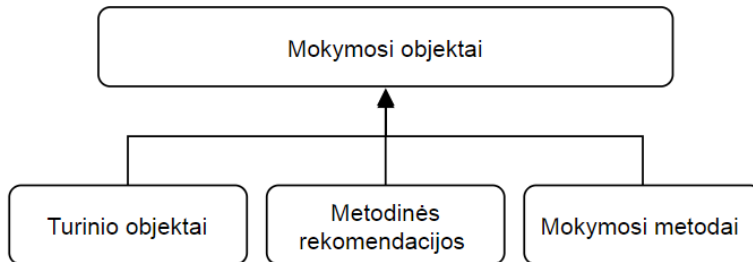 Mokymosi objektai
Turinio objektai
Metodinės
rekomendacijos
Mokymosi metodai